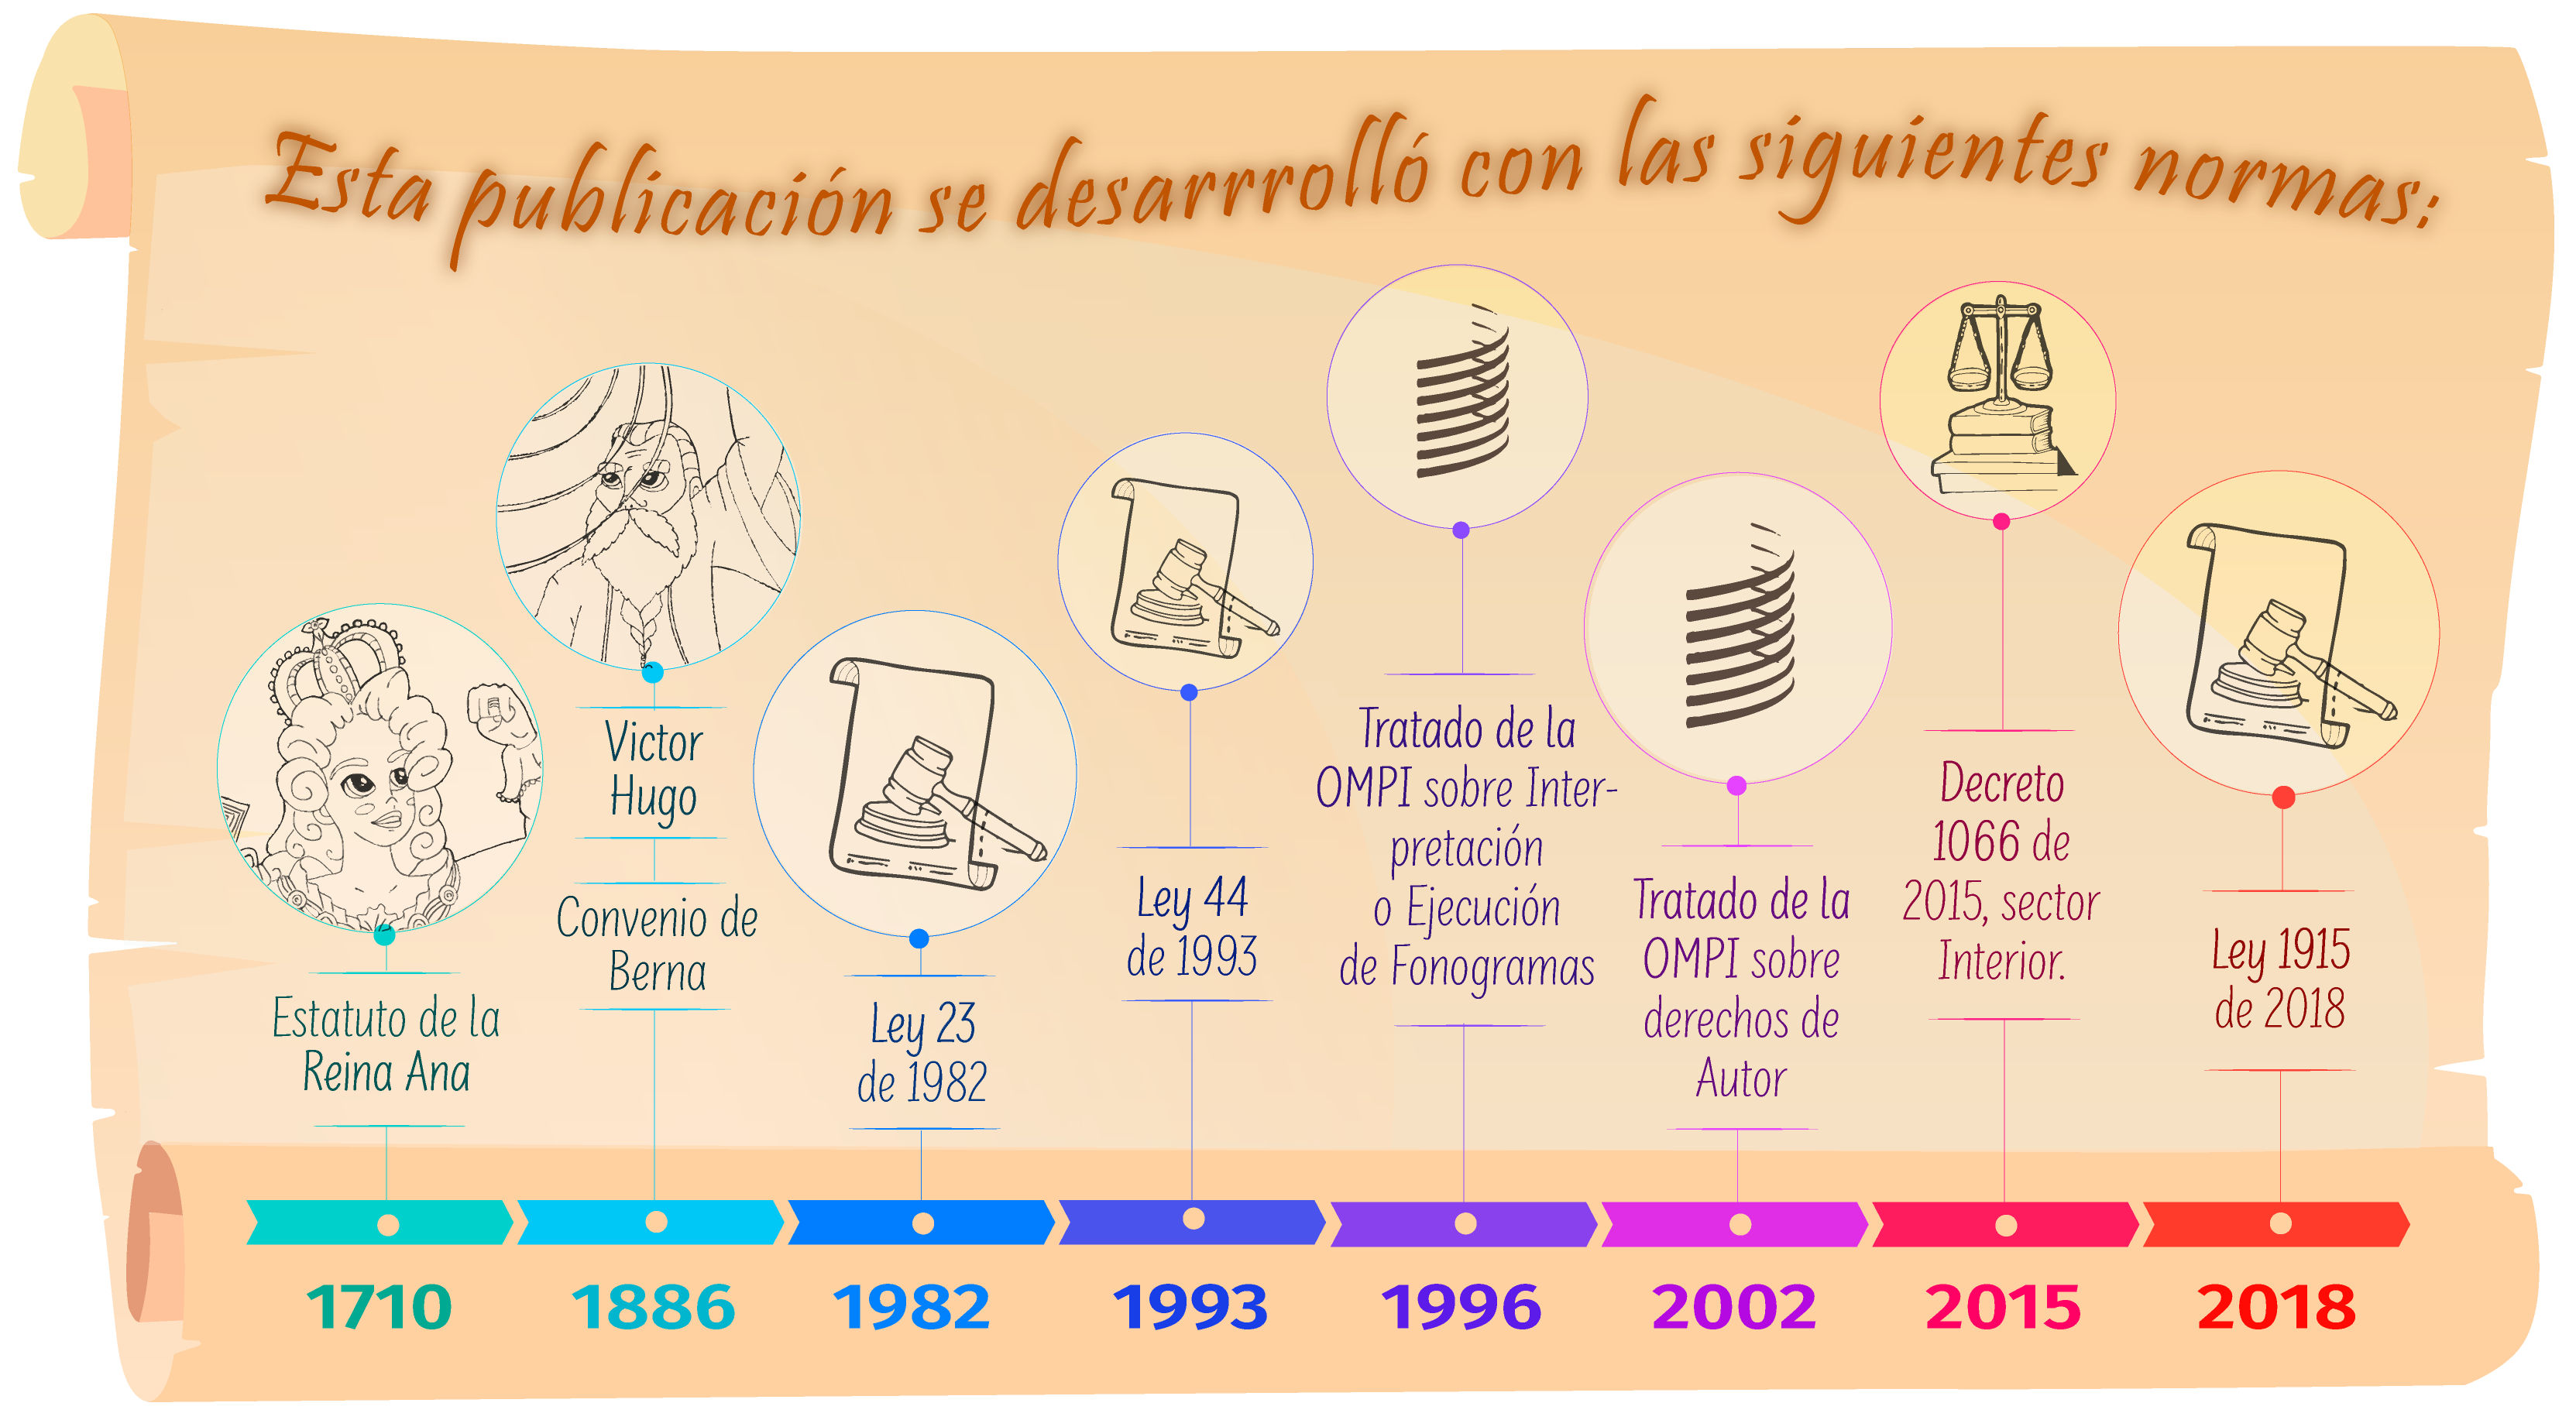 Esta publicación se desarrrolló con las siguientes normas:
Estatuto de la
Reina Ana
Victor
Hugo
Convenio de
Berna
Ley 23
de 1982
Ley 44
de 1993
Tratado de la
OMPI sobre Inter-
pretación
o Ejecución
de Fonogramas
Tratado de la
OMPI sobre
derechos de
Autor
Decreto
1066 de
2015, sector
Interior.
Ley 1915
de 2018
1710
1886
1982
1993
1996
2002
2015
2018